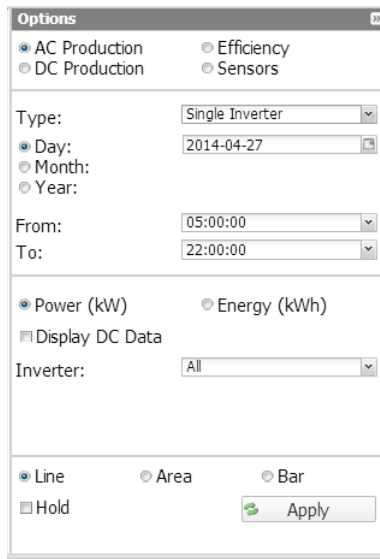 Options
AC Production Efficiency
DC Production Sensors
Type: Single Inverter
Day: 2014-04-27
Month:
Year:
From: 05:00:00
To: 22:00:00
Power (kW) Energy (kWh)
Display DC Data
Inverter: All
Line Area Bar
Hold Apply